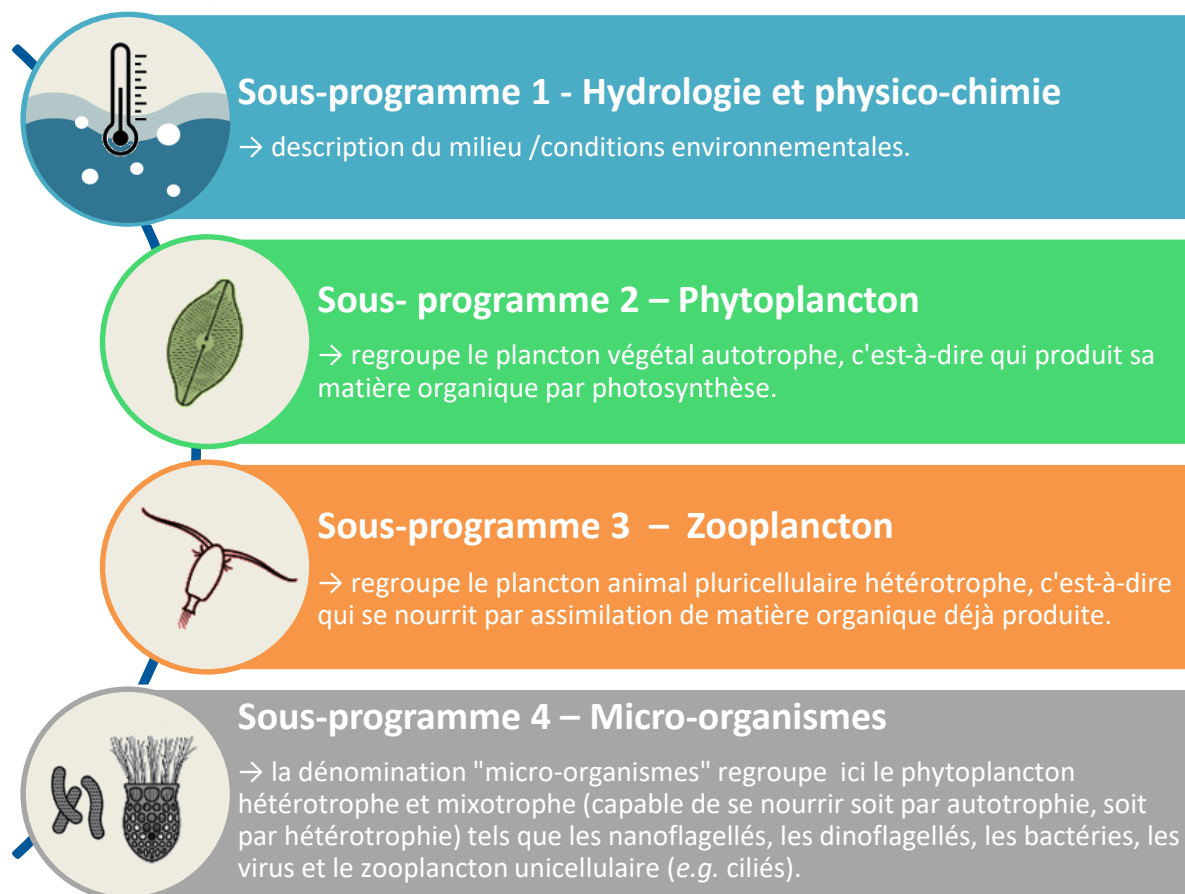 Sous-programme 1 - Hydrologie et physico-chimie
→ description du milieu /conditions environnementales.
Sous- programme 2 – Phytoplancton
→ regroupe le plancton végétal autotrophe, c'est-à-dire qui produit sa
matière organique par photosynthèse.
Sous-programme 3 – Zooplancton
→ regroupe le plancton animal pluricellulaire hétérotrophe, c'est-à-dire
qui se nourrit par assimilation de matière organique déjà produite.
Sous-programme 4 – Micro-organismes
→ la dénomination "micro-organismes" regroupe ici le phytoplancton
hétérotrophe et mixotrophe (capable de se nourrir soit par autotrophie, soit
par hétérotrophie) tels que les nanoflagellés, les dinoflagellés, les bactéries, les
virus et le zooplancton unicellulaire (e.g. ciliés).